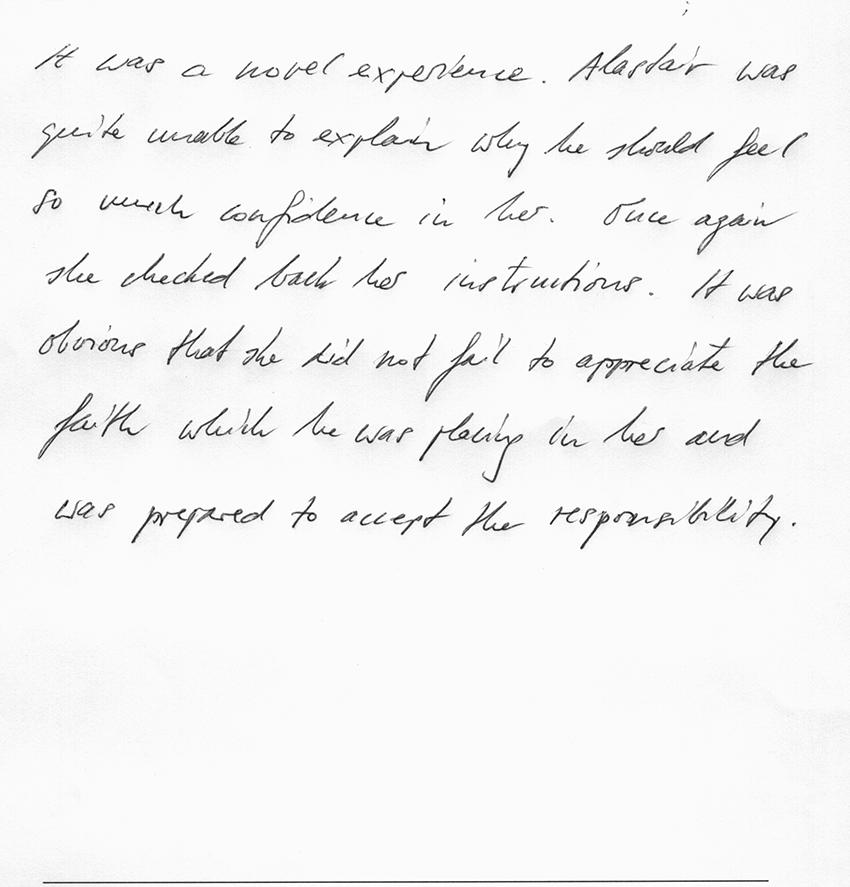 It was a novel experience. Alastair was
quite unable to explain why he should feel
so much confidence in her. Once again
she checked back her instructions. It was
obvious that she did not fail to appreciate the
faith which he was placing in her and
was prepared to accept the responsibility.